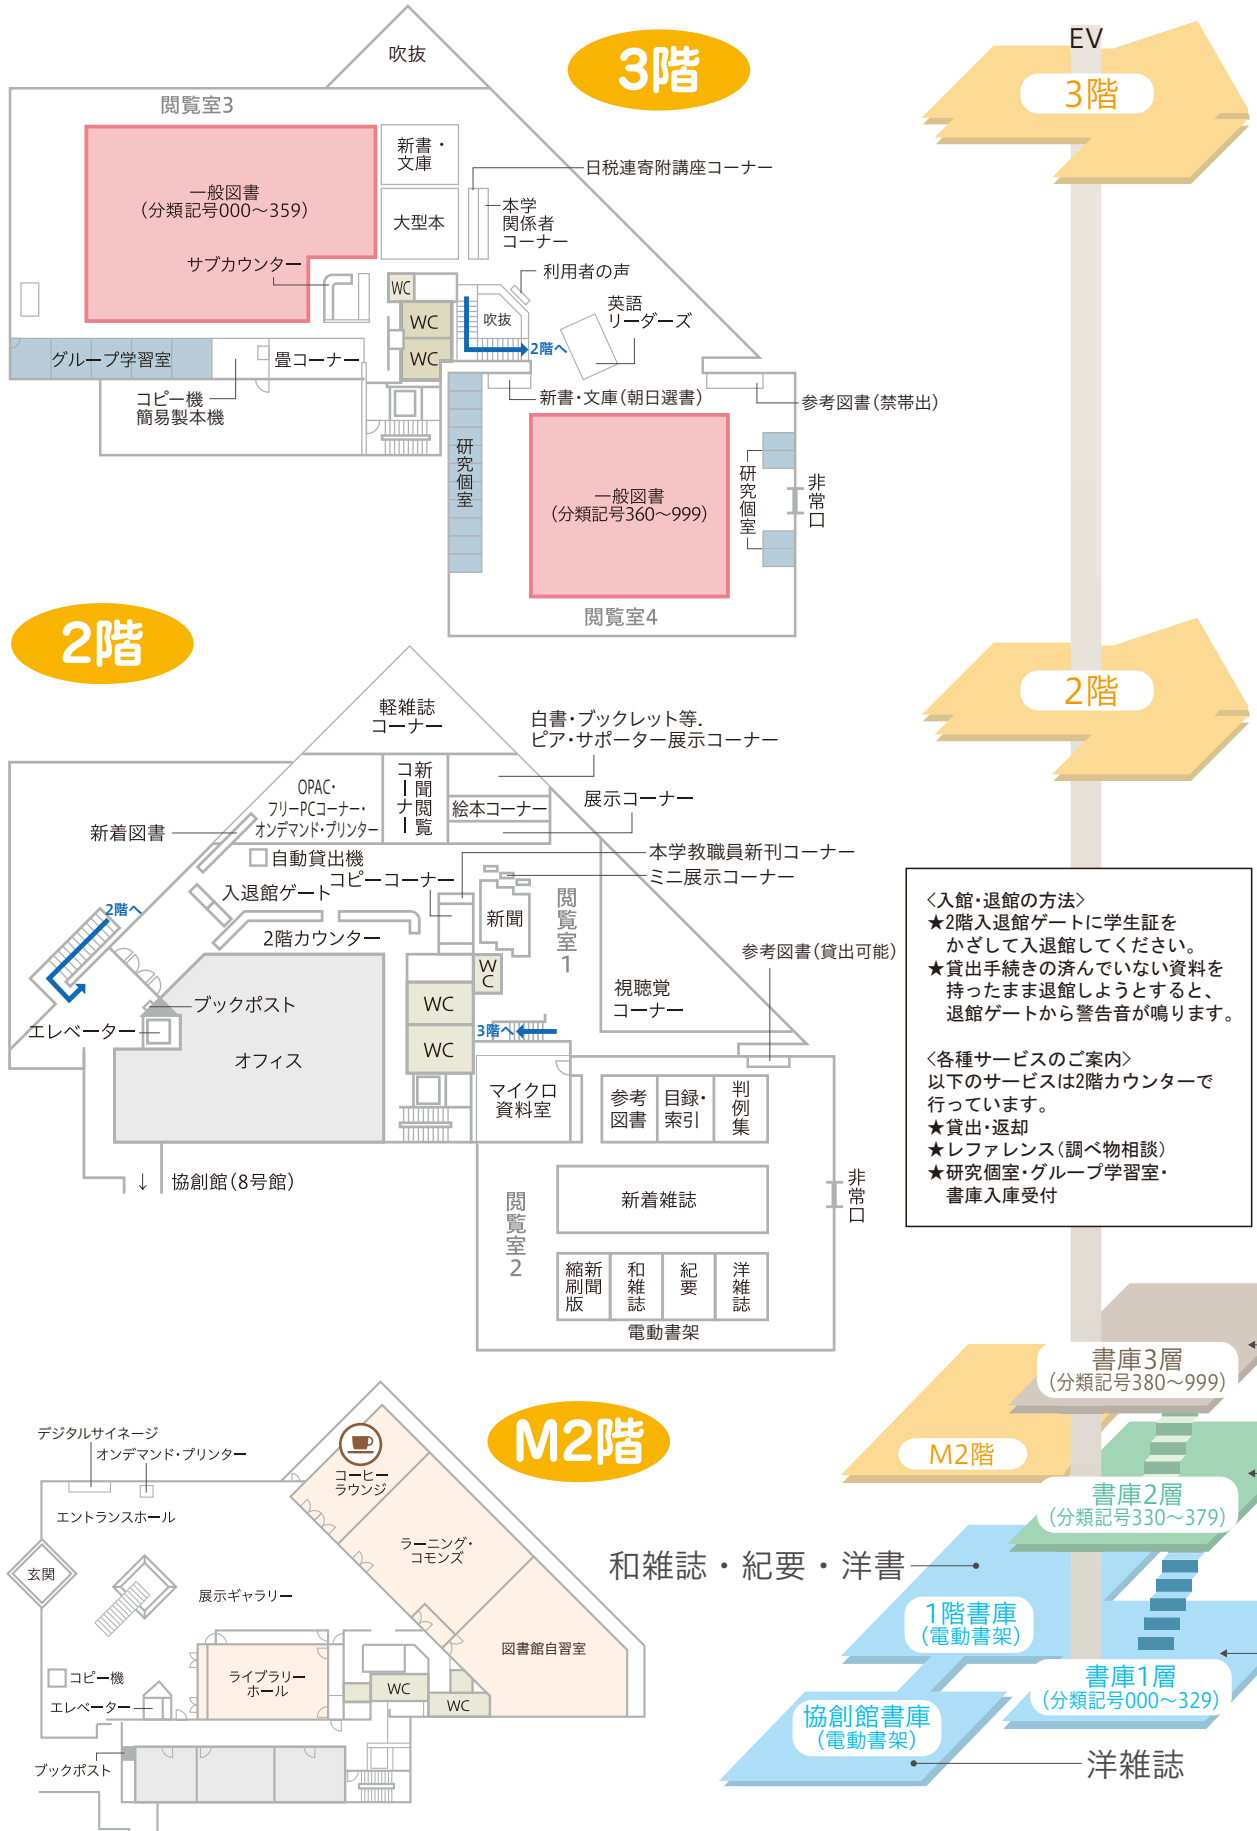 3階
吹抜
閲覧室3
一般図書
(分類記号000～359)
新書・
文庫
大型本
日税連寄附講座コーナー
本学
関係者
コーナー
サブカウンター
利用者の声
WC
WC
WC
吹抜
2階へ
英語
リーダーズ
グループ学習室
畳コーナー
コピー機
簡易製本機
新書・文庫(朝日選書)
参考図書(禁帯出)
研究個室
一般図書
(分類記号360～999)
研究個室
非常口
閲覧室4
2階
軽雑誌
コーナー
白書・ブックレット等.
ピア・サポーター展示コーナー
OPAC・
フリーPCコーナー・
オンデマンド・プリンター
新聞閲覧
コーナー
絵本コーナー
展示コーナー
新着図書
自動貸出機
コピーコーナー
本学教職員新刊コーナー
ミニ展示コーナー
入退館ゲート
2階へ
2階カウンター
新聞
閲覧室1
WC
参考図書(貸出可能)
視聴覚
コーナー
ブックポスト
エレベーター
オフィス
WC
WC
3階へ
マイクロ
資料室
参考
図書
目録・
索引
判例集
協創館(8号館)
閲覧室2
新着雑誌
非常口
新聞
縮刷版
和雑誌
紀要
洋雑誌
電動書架
M2階
デジタルサイネージ
オンデマンド・プリンター
コーヒー
ラウンジ
エントランスホール
玄関
展示ギャラリー
ラーニング・
コモンズ
図書館自習室
コピー機
エレベーター
ライブラリー
ホール
WC
WC
ブックポスト
EV
3階
2階
〈入館・退館の方法〉
★2階入退館ゲートに学生証を
かざして入退館してください。
★貸出手続きの済んでいない資料を
持ったまま退館しようとすると、
退館ゲートから警告音が鳴ります。
〈各種サービスのご案内〉
以下のサービスは2階カウンターで
行っています。
★貸出・返却
★レファレンス(調べ物相談)
★研究個室・グループ学習室・
書庫入庫受付
書庫3層
(分類記号380～999)
M2階
書庫2層
(分類記号330～379)
和雑誌・紀要・洋書
1階書庫
(電動書架)
書庫1層
(分類記号000～329)
協創館書庫
(電動書架)
洋雑誌